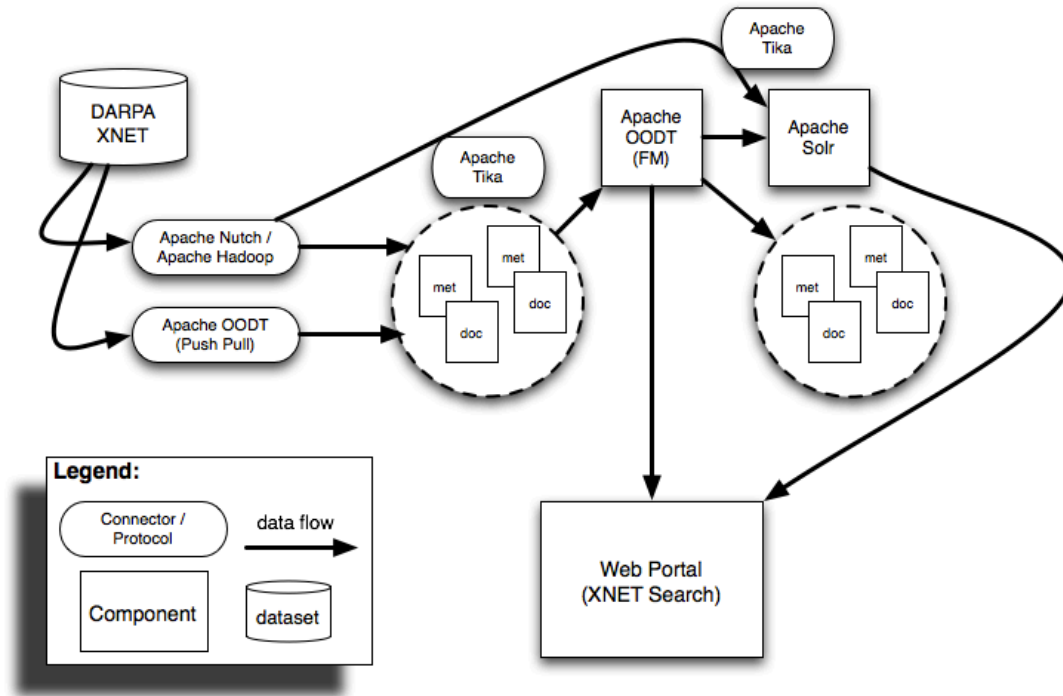 DARPA
XNET
Apache
Tika
Apache
OODT
(FM)
Apache
Solr
Apache
Tika
Apache Nutch /
Apache Hadoop
Apache OODT
(Push Pull)
met
met
doc
doc
met
met
doc
doc
Legend:
Connector /
Protocol
data flow
Component
dataset
Web Portal
(XNET Search)